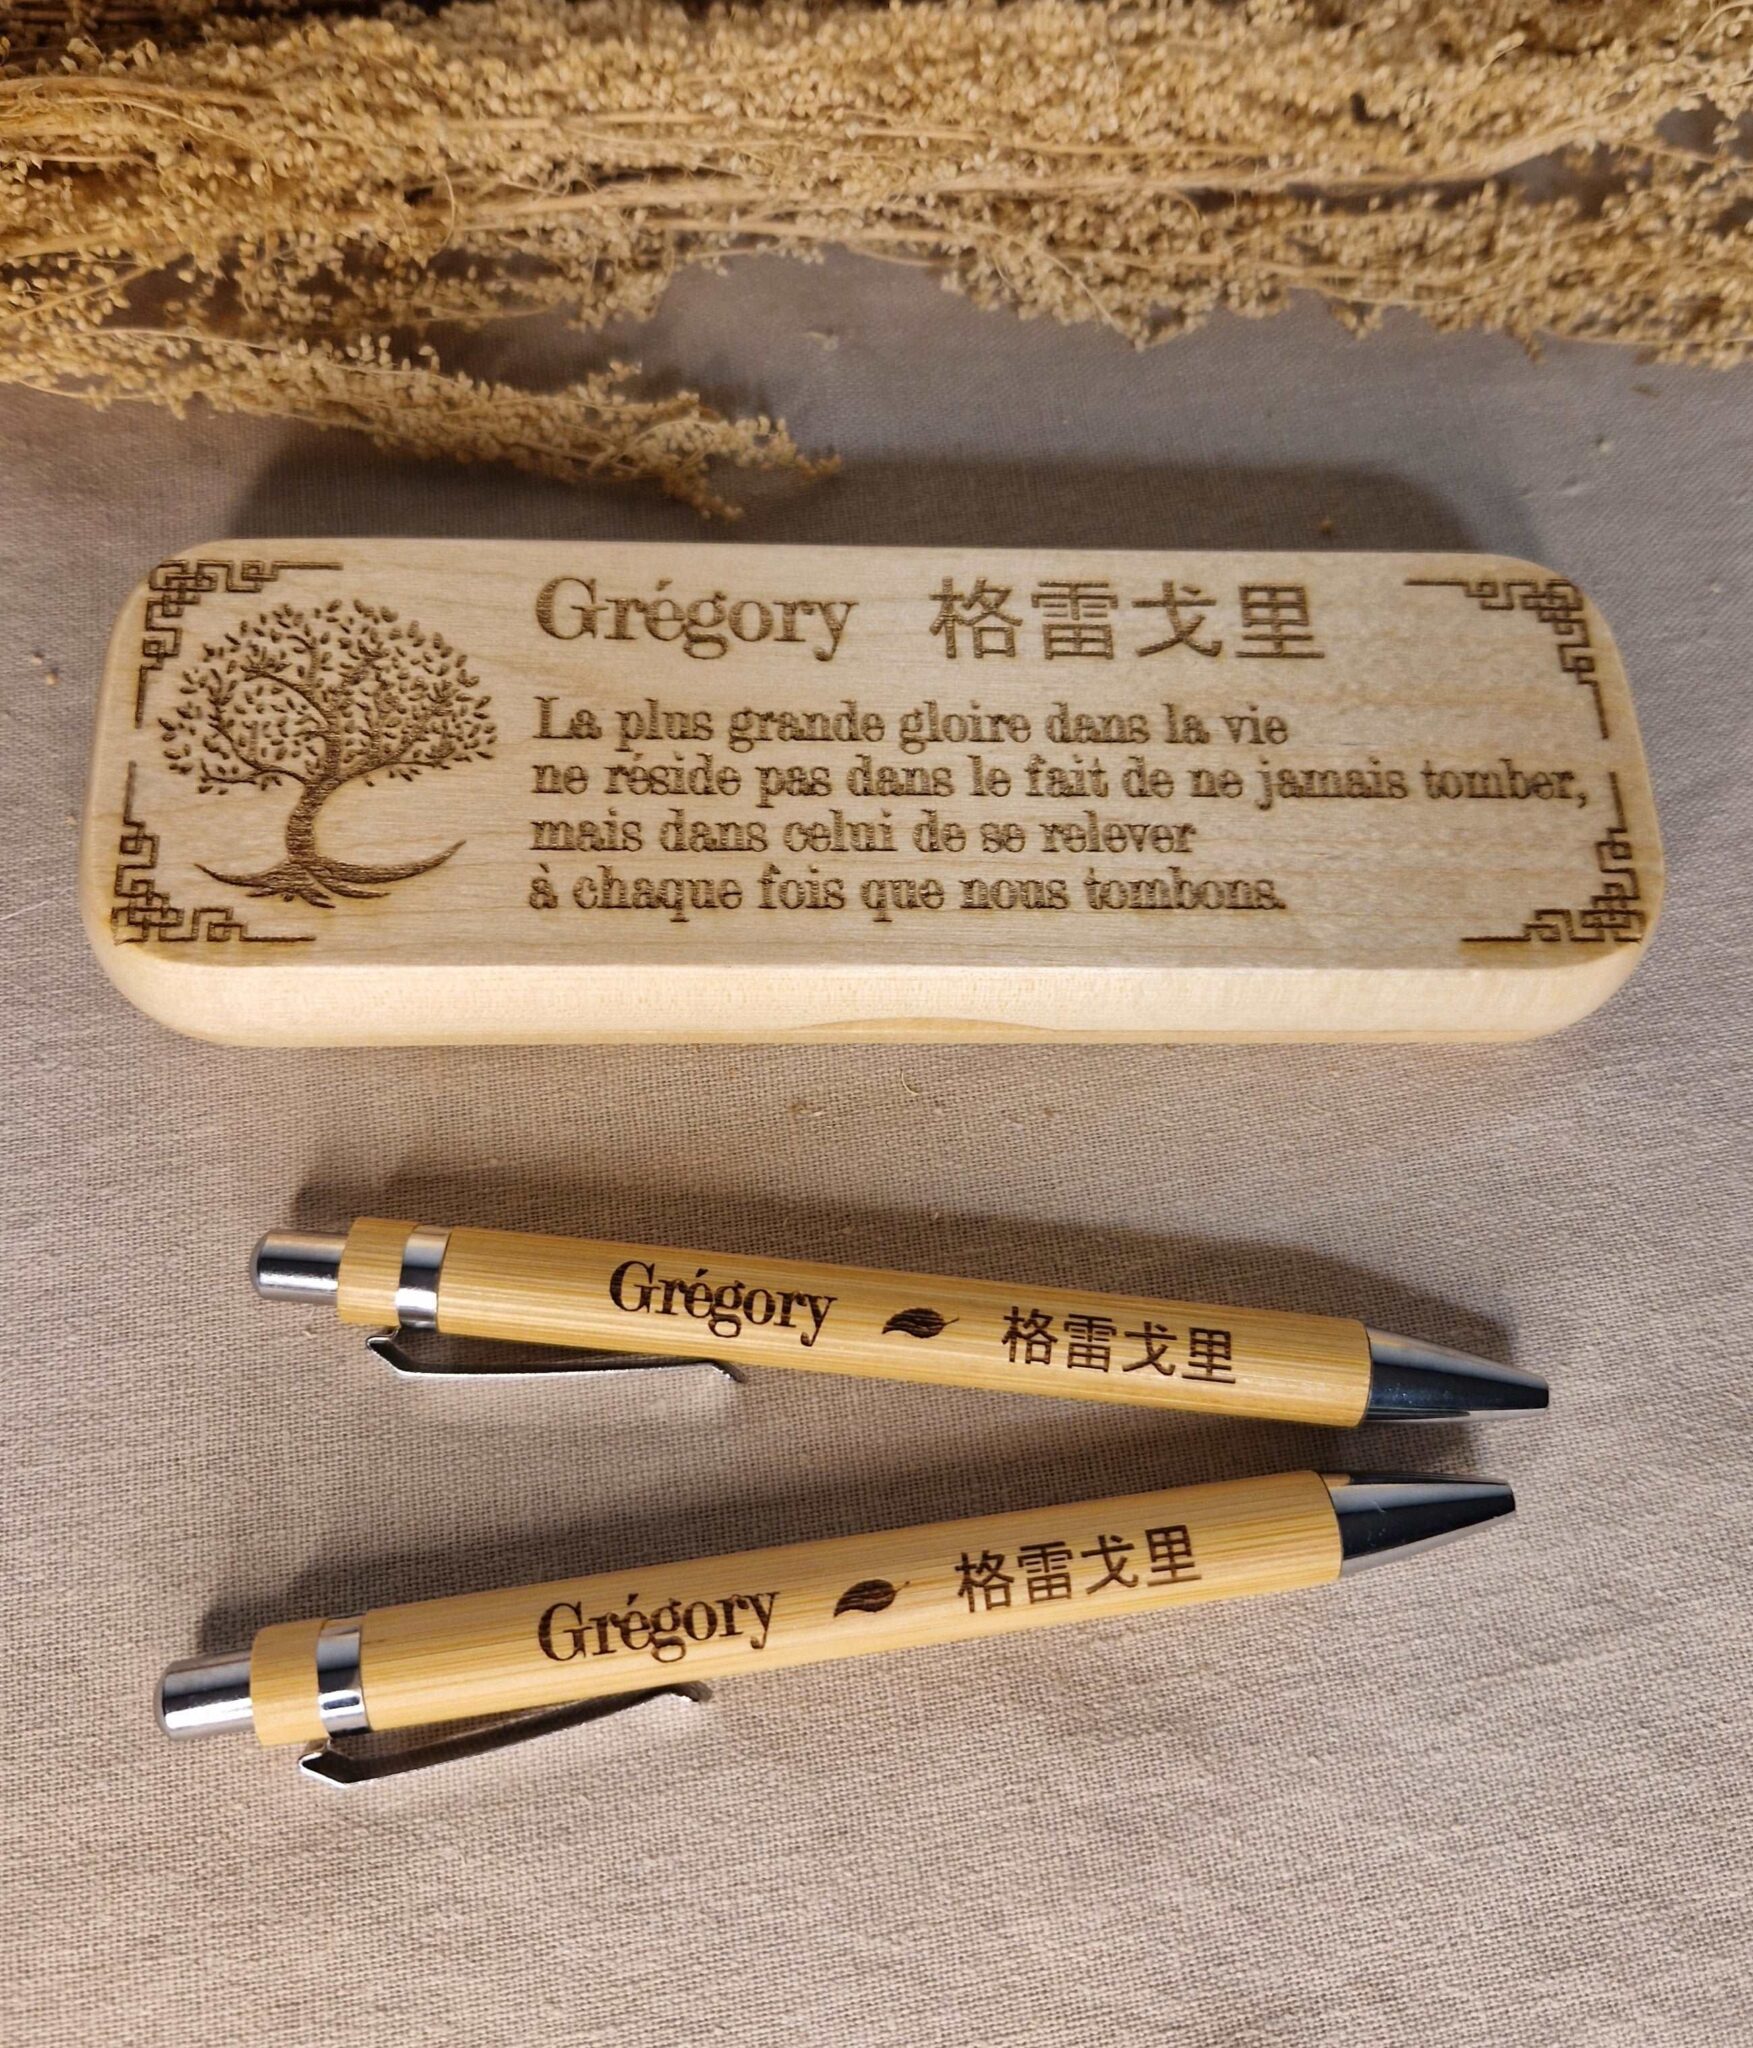 Grégory 格雷戈里
La plus grande gloire dans la vie
ne réside pas dans le fait de ne jamais tomber,
mais dans celui de se relever
à chaque fois que nous tombons.
Grégory 格雷戈里
Grégory 格雷戈里